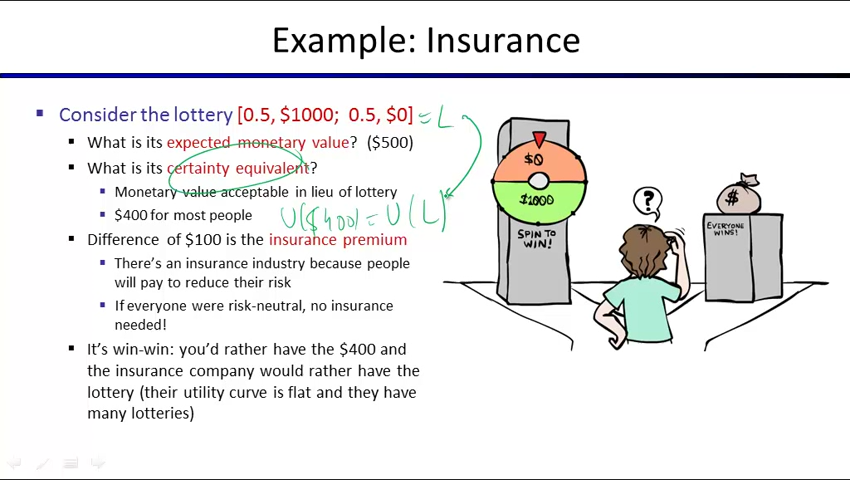 Example: Insurance
Consider the lottery [0.5, $1000; 0.5, $0] = L
What is its expected monetary value? ($500)
What is its certainty equivalent?
Monetary value acceptable in lieu of lottery
$400 for most people
U($400) = U(L)
Difference of $100 is the insurance premium
There's an insurance industry because people
will pay to reduce their risk
If everyone were risk-neutral, no insurance
needed!
It's win-win: you'd rather have the $400 and
the insurance company would rather have the
lottery (their utility curve is flat and they have
many lotteries)
$0
$1000
SPIN TO
WIN!
?
$
EVERYONE
WINS!